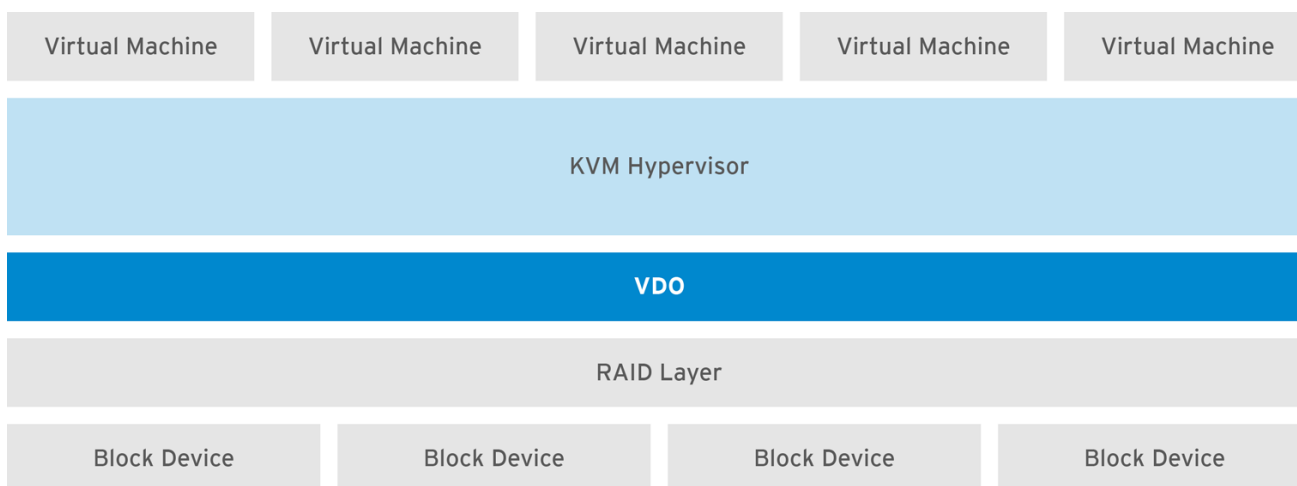 Virtual Machine Virtual Machine Virtual Machine Virtual Machine Virtual Machine
KVM Hypervisor
VDO
RAID Layer
Block Device Block Device Block Device Block Device